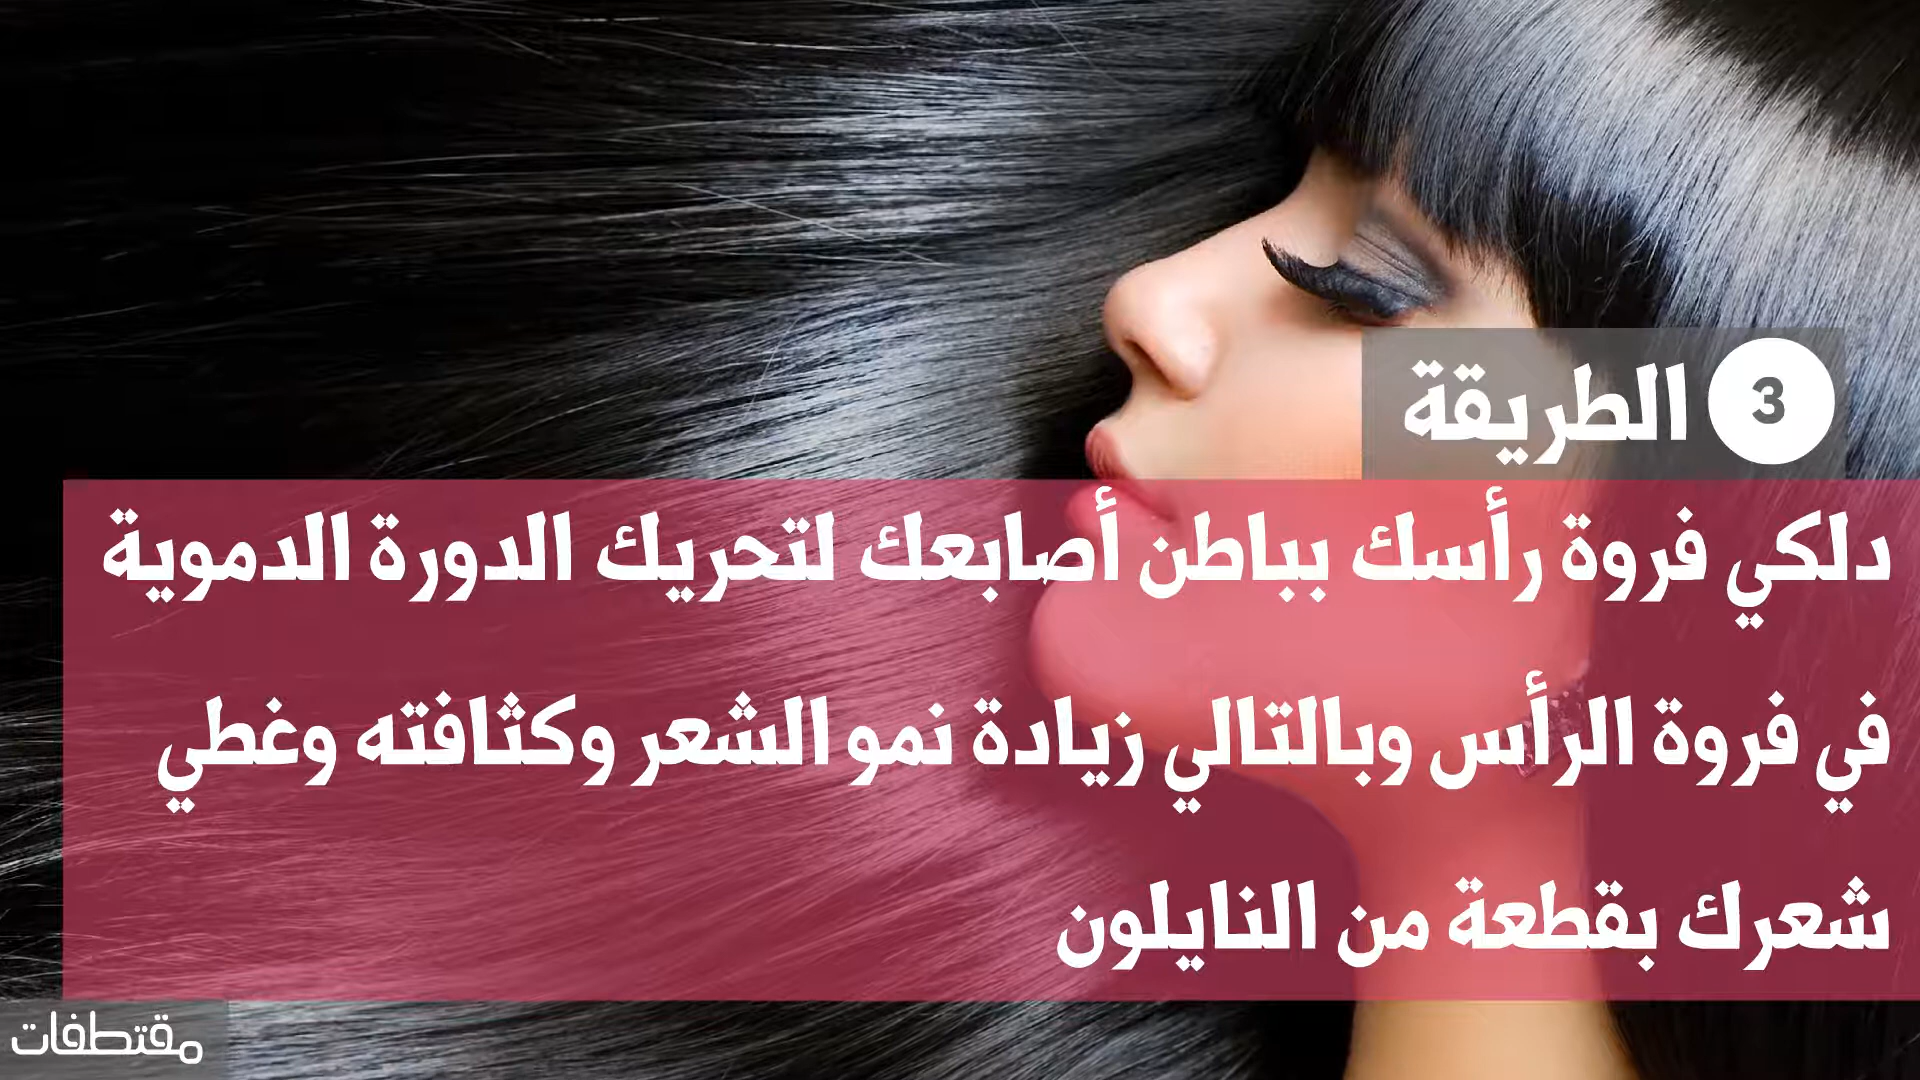 3 الطريقة
دلكي فروة رأسك بباطن أصابعك لتحريك الدورة الدموية
في فروة الرأس وبالتالي زيادة نمو الشعر وكثافته وغطي
شعرك بقطعة من النايلون
مقتطفات